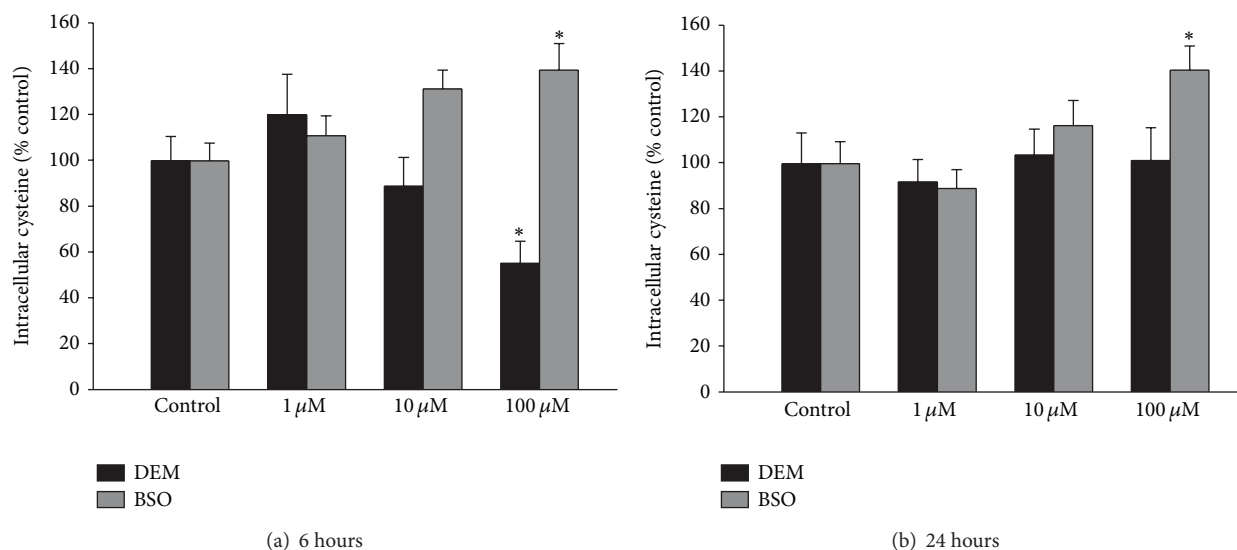 160
140
120
100
80
60
40
20
0
Intracellular cysteine (% control)
*
*
Control 1 μM 10 μM 100 μM
DEM
BSO
(a) 6 hours
160
140
120
100
80
60
40
20
0
Intracellular cysteine (% control)
*
Control 1 μM 10 μM 100 μM
DEM
BSO
(b) 24 hours